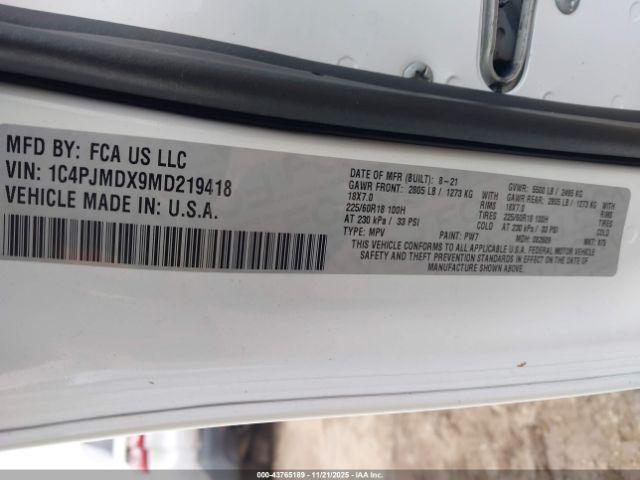 MFD BY: FCA US LLC
VIN: 1C4PJMDX9MD219418
VEHICLE MADE IN: U.S.A.
DATE OF MFR (BUILT): 8-21
GVWR: 5500 LB / 2495 KG
GAWR FRONT: 2805 LB / 1273 KG WITH
GAWR REAR: 2805 LB / 1273 KG WITH
18X7.0 RIMS
18X7.0 RIMS
225/60R18 100H TIRES
225/60R18 100H TIRES
AT 230 kPa / 33 PSI COLD
AT 230 kPa / 33 PSI COLD
TYPE: MPV PAINT: PW7 MDH: 082609 MKT:
THIS VEHICLE CONFORMS TO ALL APPLICABLE U.S.A. FEDERAL MOTOR VEHICLE
SAFETY AND THEFT PREVENTION STANDARDS IN EFFECT ON THE DATE OF
MANUFACTURE SHOWN ABOVE.
000-43765189 - 11/21/2025 - IAA Inc.